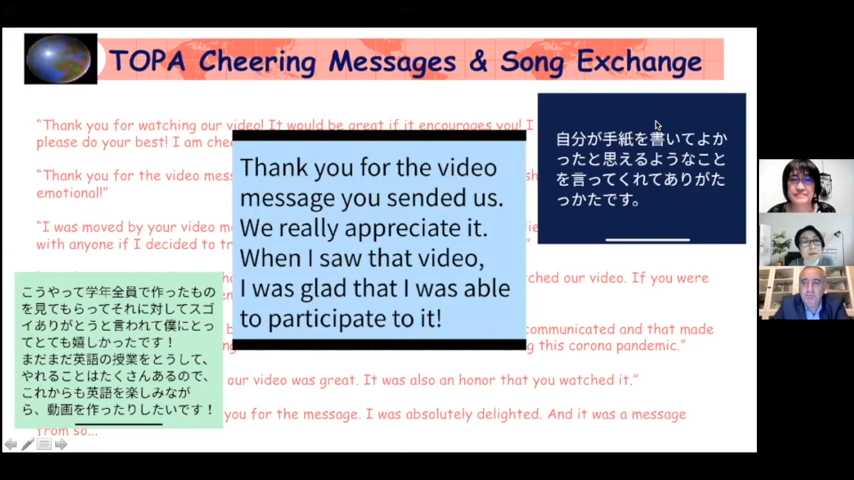 TOPA Cheering Messages & Song Exchange
“Thank you for watching our video! It would be great if it encourages you! I
please do your best! I am che
“Thank you for the video mess
emotional!”
“I was moved by your video me
with anyone if I decided to tr
ched our video. If you were
communicated and that made
g this corona pandemic.”
our video was great. It was also an honor that you watched it.”
you for the message. I was absolutely delighted. And it was a message
from so...
Thank you for the video
message you sended us.
We really appreciate it.
When I saw that video,
I was glad that I was able
to participate to it!
自分が手紙を書いてよか
ったと思えるようなこと
を言ってくれてありがた
かったです。
こうやって学年全員で作ったもの
を見てもらってそれに対してスゴ
イありがとうと言われて僕にとっ
てとても嬉しかったです！
まだまだ英語の授業をとうして、
やれることはたくさんあるので、
これからも英語を楽しみなが
ら、動画を作ったりしたいです！